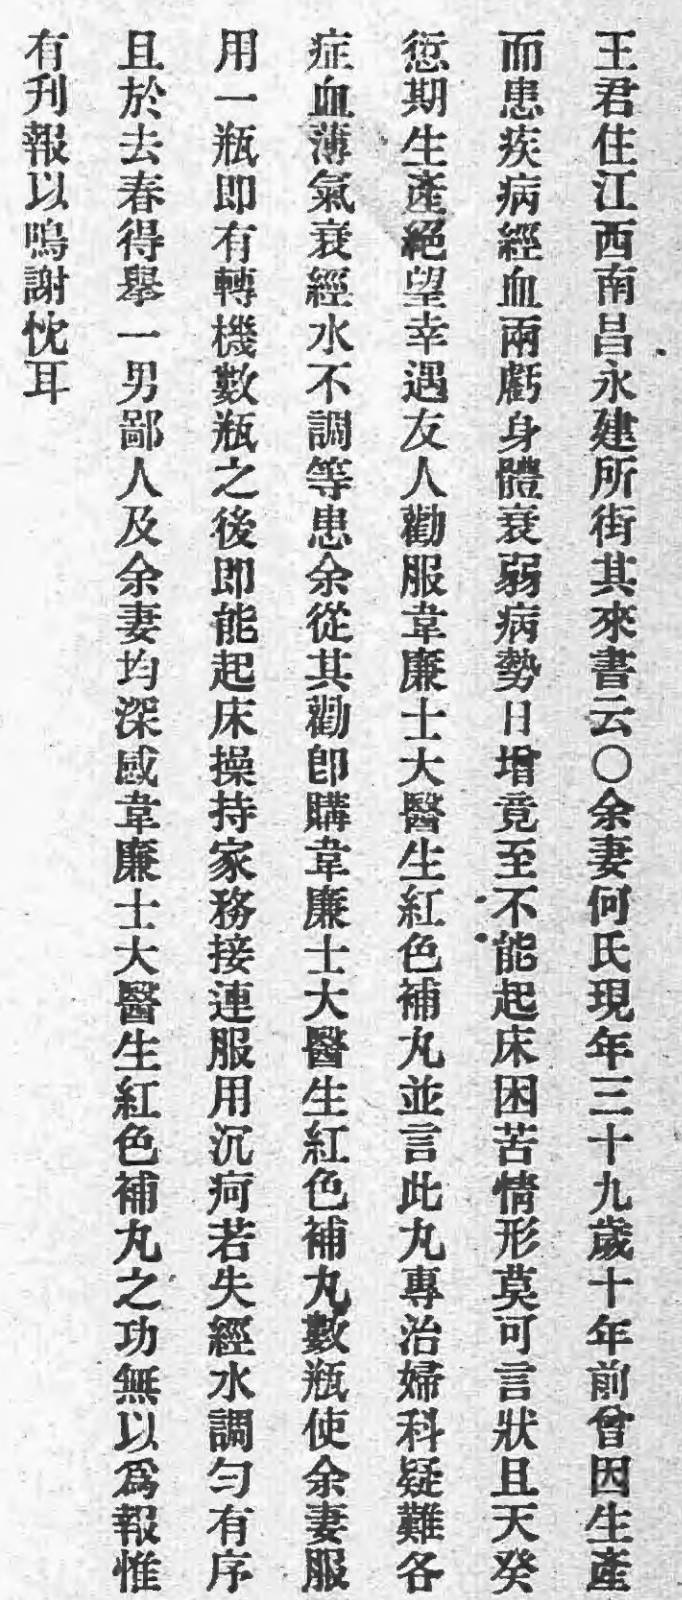 王君住江西南昌永建所街其來書云〇余妻何氏現年三十九歲十年前曾因生產
而患疾病經血兩虧身體衰弱病勢日增竟至不能起床困苦情形莫可言狀且天癸
愆期生產絕望幸遇友人勸服韋廉士大醫生紅色補丸並言此丸專治婦科疑難各
症血薄氣衰經水不調等患余從其勸卽購韋廉士大醫生紅色補丸數瓶使余妻服
用一瓶即有轉機數瓶之後即能起床操持家務接連服用沉疴若失經水調勻有序
且於去春得舉一男鄙人及余妻均深感韋廉士大醫生紅色補丸之功無以爲報惟
有刋報以鳴謝忱耳